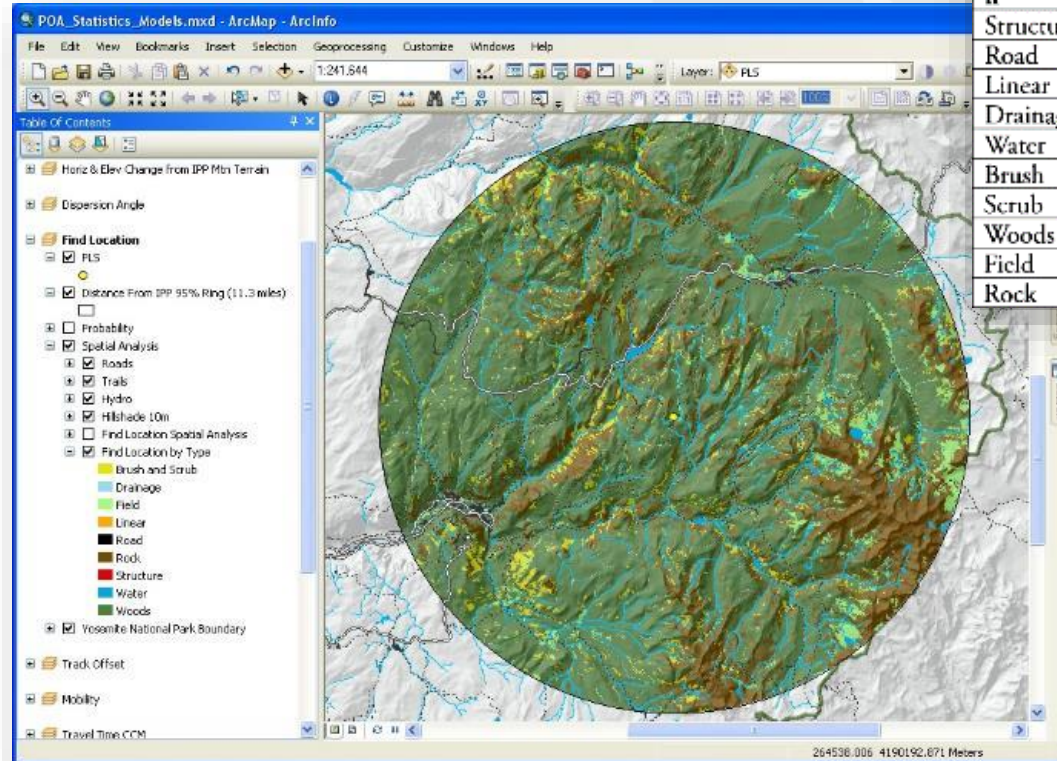 POA_Statistics_Models.mxd - ArcMap - ArcInfo
File Edit View Bookmarks Insert Selection Geoprocessing Customize Windows Help
1:241,644
Layer: PLS
100%
Table Of Contents
Horiz & Elev Change from IPP Mtn Terrain
Dispersion Angle
Find Location
PLS
Distance From IPP 95% Ring (11.3 miles)
Probability
Spatial Analysis
Roads
Trails
Hydro
Hillshade 10m
Find Location Spatial Analysis
Find Location by Type
Brush and Scrub
Drainage
Field
Linear
Road
Rock
Structure
Water
Woods
Yosemite National Park Boundary
Track Offset
Mobility
Travel Time CCM
264538.006 4190192.871 Meters
Structu
Road
Linear
Drainag
Water
Brush
Scrub
Woods
Field
Rock